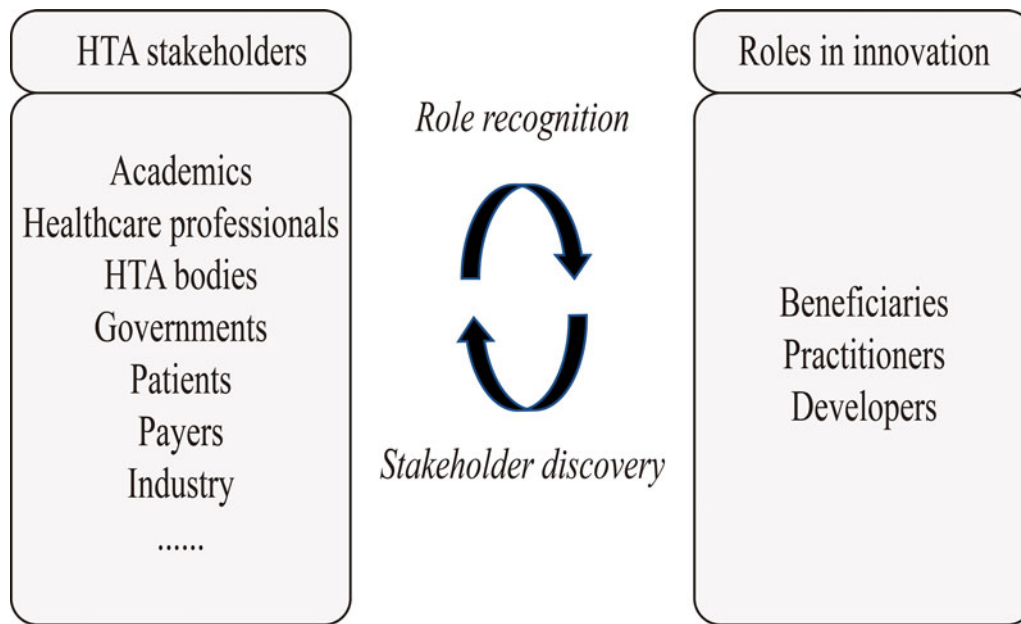 HTA stakeholders
Academics
Healthcare professionals
HTA bodies
Governments
Patients
Payers
Industry
......
Role recognition
Stakeholder discovery
Roles in innovation
Beneficiaries
Practitioners
Developers